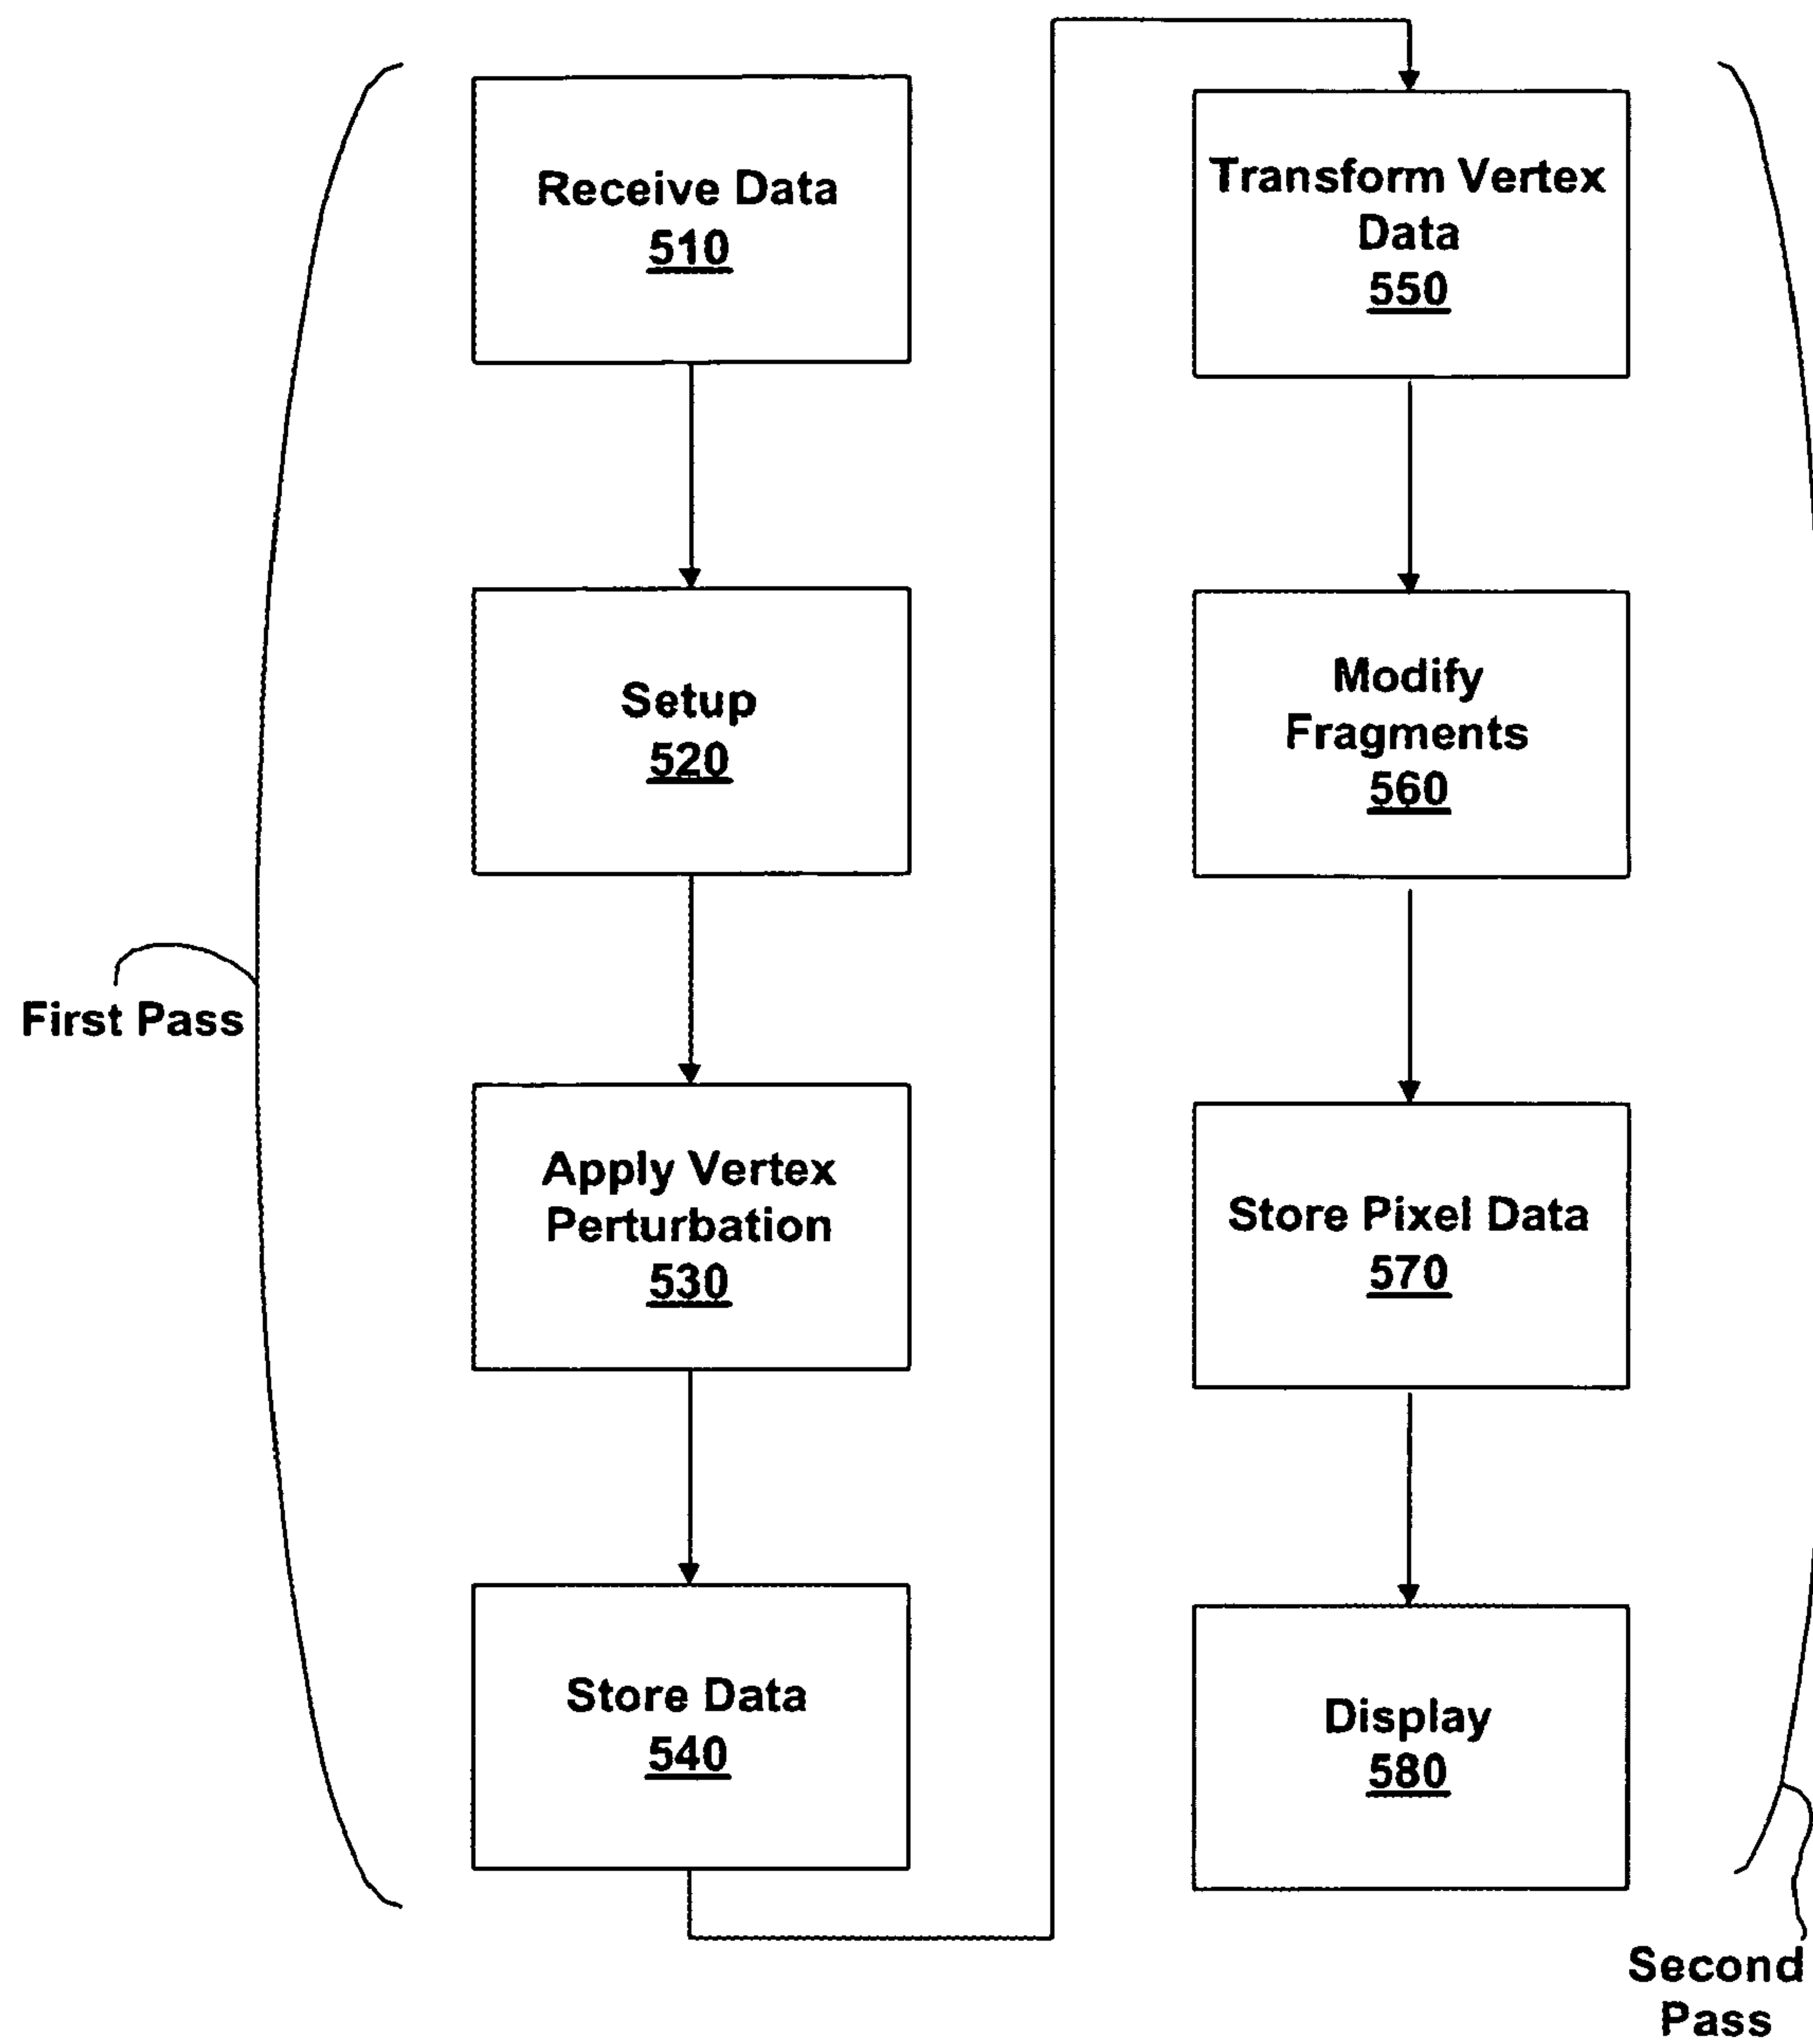 Receive Data
510
Setup
520
Apply Vertex
Perturbation
530
Store Data
540
First Pass
Transform Vertex
Data
550
Modify
Fragments
560
Store Pixel Data
570
Display
580
Second
Pass